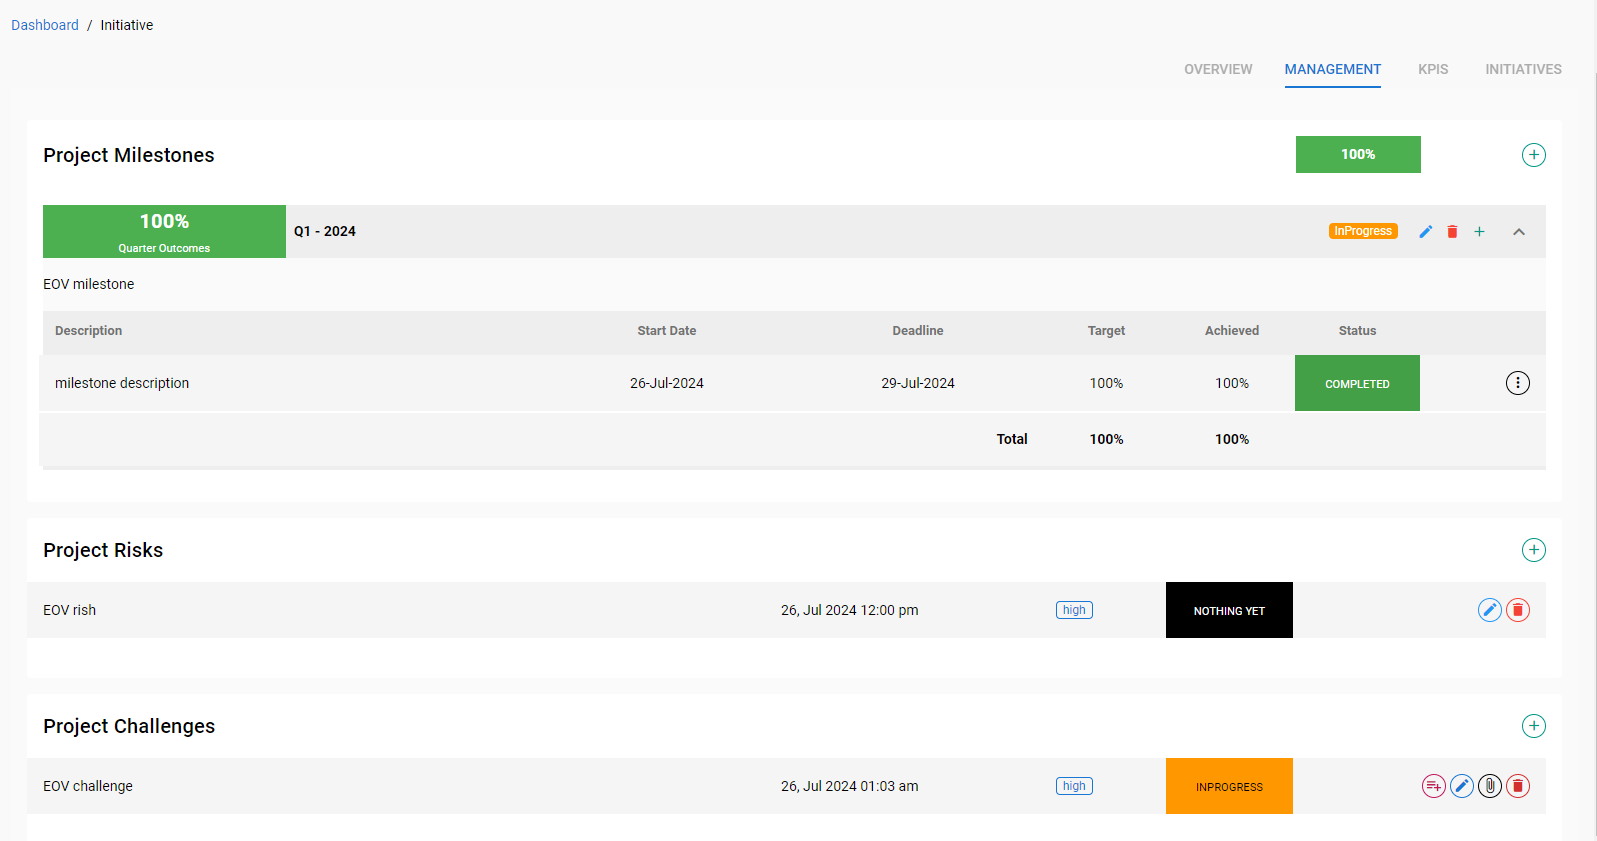 Dashboard / Initiative
OVERVIEW MANAGEMENT KPIS INITIATIVES
Project Milestones 100%
100% Quarter Outcomes Q1 - 2024 InProgress
EOV milestone
Description Start Date Deadline Target Achieved Status
milestone description 26-Jul-2024 29-Jul-2024 100% 100% COMPLETED
Total 100% 100%
Project Risks
EOV rish 26, Jul 2024 12:00 pm high NOTHING YET
Project Challenges
EOV challenge 26, Jul 2024 01:03 am high INPROGRESS